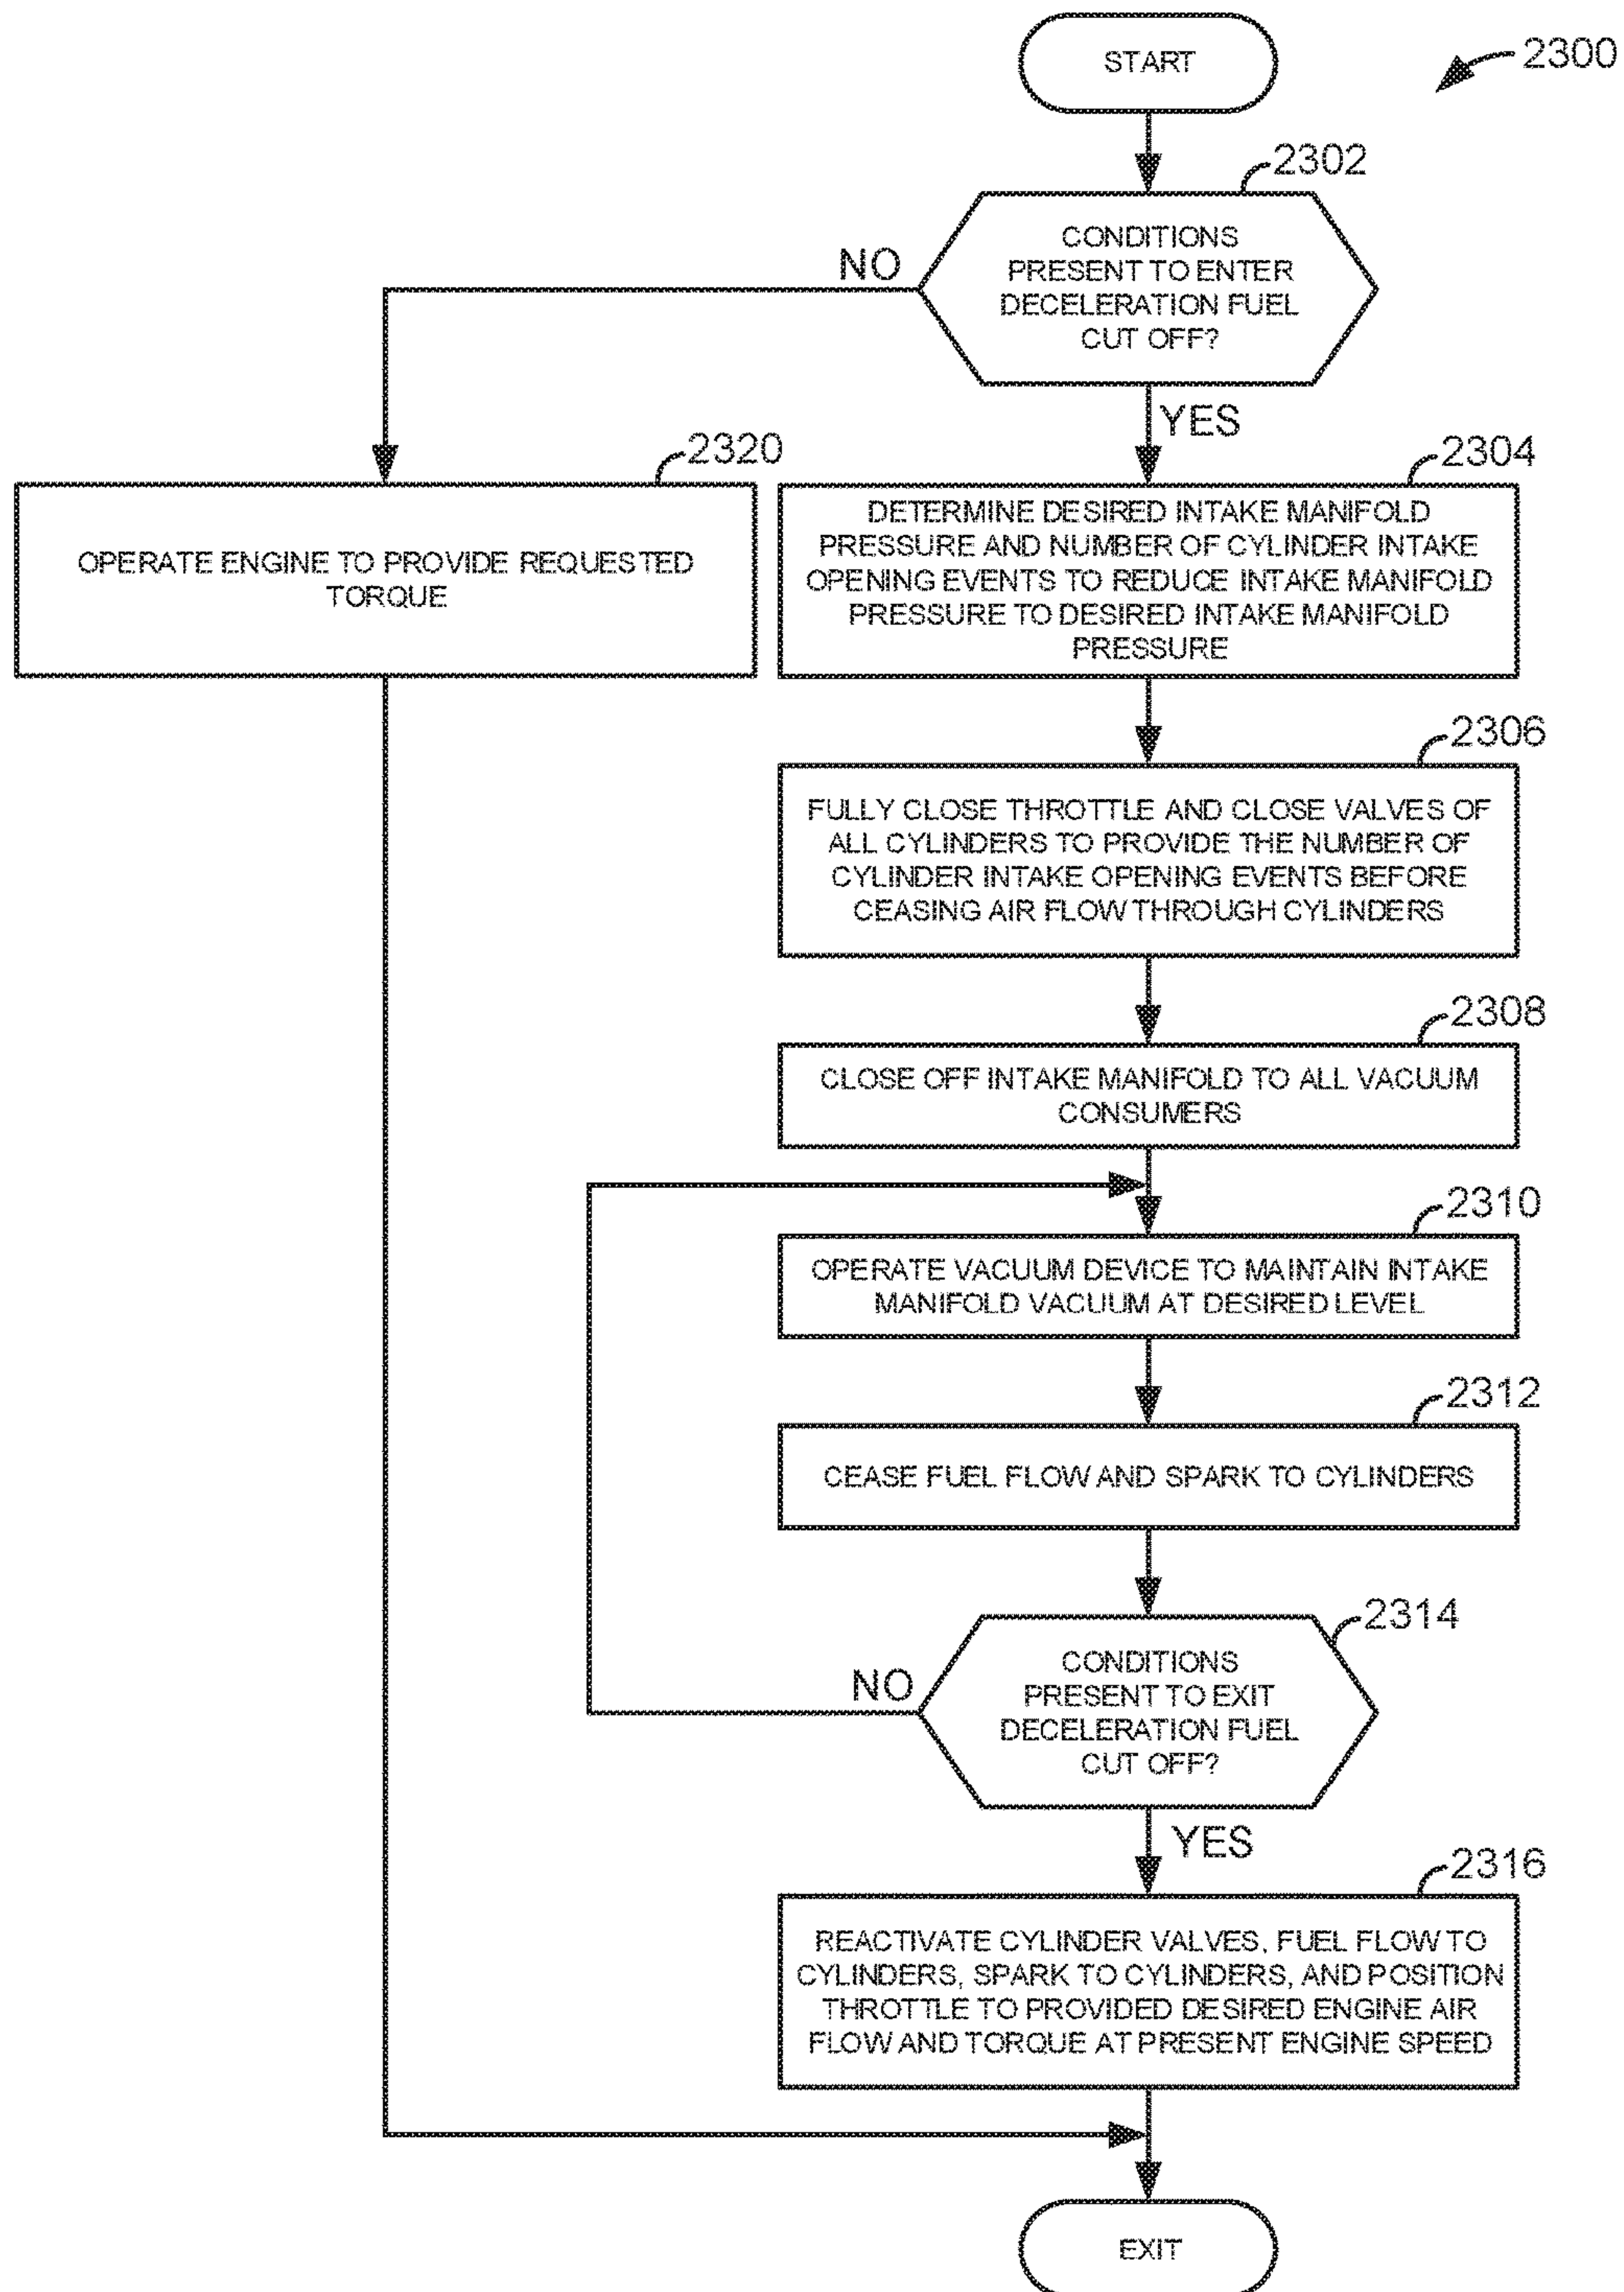 START
2300
2302
CONDITIONS
PRESENT TO ENTER
DECELERATION FUEL
CUT OFF?
NO
YES
2320
OPERATE ENGINE TO PROVIDE REQUESTED
TORQUE
2304
DETERMINE DESIRED INTAKE MANIFOLD
PRESSURE AND NUMBER OF CYLINDER INTAKE
OPENING EVENTS TO REDUCE INTAKE MANIFOLD
PRESSURE TO DESIRED INTAKE MANIFOLD
PRESSURE
2306
FULLY CLOSE THROTTLE AND CLOSE VALVES OF
ALL CYLINDERS TO PROVIDE THE NUMBER OF
CYLINDER INTAKE OPENING EVENTS BEFORE
CEASING AIR FLOW THROUGH CYLINDERS
2308
CLOSE OFF INTAKE MANIFOLD TO ALL VACUUM
CONSUMERS
2310
OPERATE VACUUM DEVICE TO MAINTAIN INTAKE
MANIFOLD VACUUM AT DESIRED LEVEL
2312
CEASE FUEL FLOW AND SPARK TO CYLINDERS
2314
CONDITIONS
PRESENT TO EXIT
DECELERATION FUEL
CUT OFF?
NO
YES
2316
REACTIVATE CYLINDER VALVES, FUEL FLOW TO
CYLINDERS, SPARK TO CYLINDERS, AND POSITION
THROTTLE TO PROVIDED DESIRED ENGINE AIR
FLOW AND TORQUE AT PRESENT ENGINE SPEED
EXIT